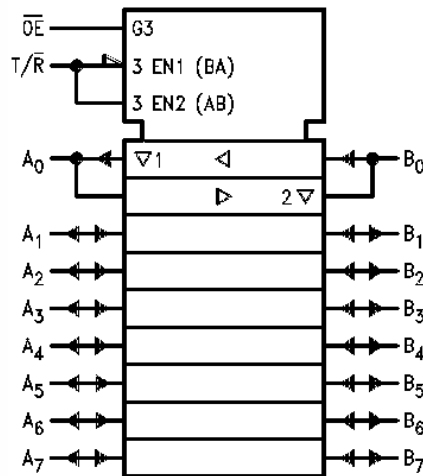 O̅E̅ G3
T/R̅ 3 EN1 (BA)
3 EN2 (AB)
A₀ ▽1 ◁ B₀
▷ 2▽
A₁ B₁
A₂ B₂
A₃ B₃
A₄ B₄
A₅ B₅
A₆ B₆
A₇ B₇